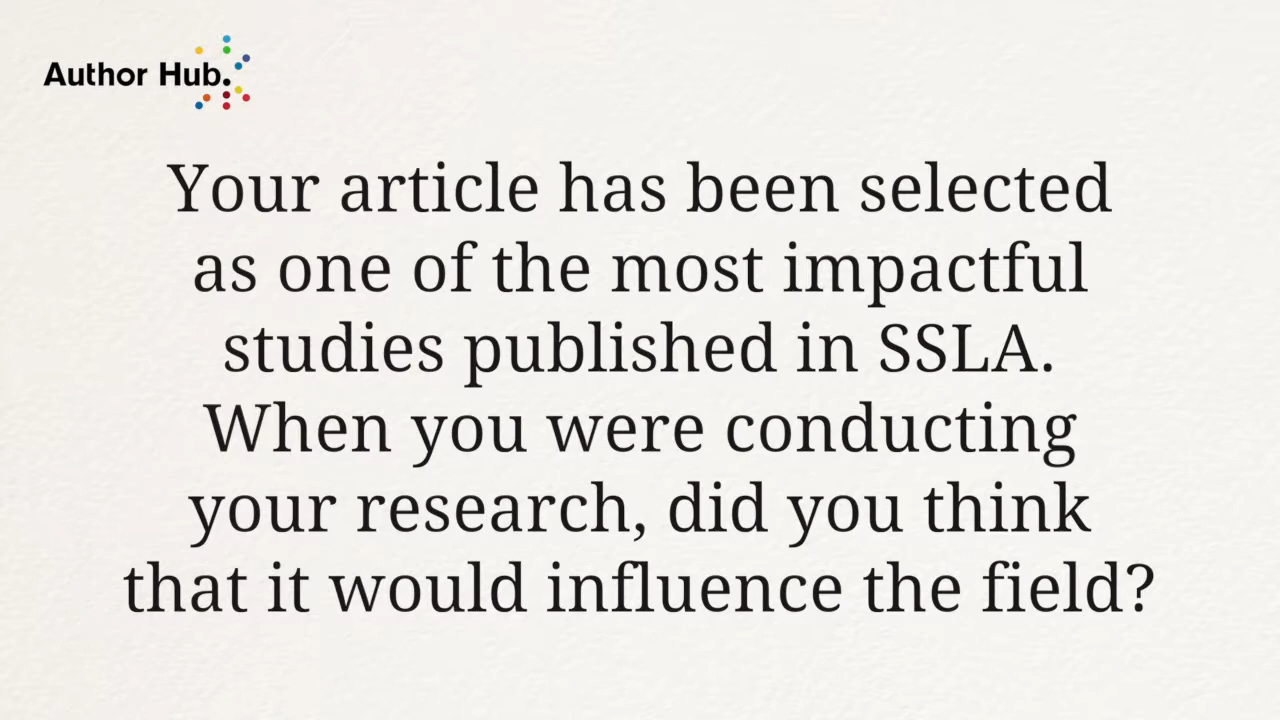 Author Hub.
Your article has been selected
as one of the most impactful
studies published in SSLA.
When you were conducting
your research, did you think
that it would influence the field?